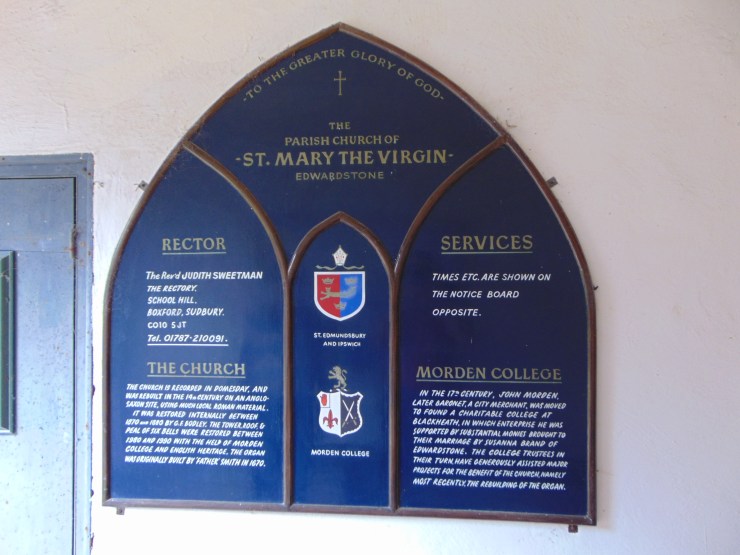 -TO THE GREATER GLORY OF GOD-
THE
PARISH CHURCH OF
-ST. MARY THE VIRGIN-
EDWARDSTONE
RECTOR
The Rev'd JUDITH SWEETMAN
THE RECTORY.
SCHOOL HILL.
BOXFORD, SUDBURY.
CO10 5JT
Tel. 01787-210091.
THE CHURCH
THE CHURCH IS RECORDED IN DOMESDAY, AND
WAS REBUILT IN THE 14TH CENTURY ON AN ANGLO-
SAXON SITE, USING MUCH LOCAL ROMAN MATERIAL.
IT WAS RESTORED INTERNALLY BETWEEN
1870 AND 1880 BY G.F. BODLEY. THE TOWER, ROOF &
PEAL OF SIX BELLS WERE RESTORED BETWEEN
1980 AND 1990 WITH THE HELP OF MORDEN
COLLEGE AND ENGLISH HERITAGE. THE ORGAN
WAS ORIGINALLY BUILT BY 'FATHER' SMITH IN 1670.
ST. EDMUNDSBURY
AND IPSWICH
MORDEN COLLEGE
SERVICES
TIMES ETC. ARE SHOWN ON
THE NOTICE BOARD
OPPOSITE.
MORDEN COLLEGE
IN THE 17TH CENTURY, JOHN MORDEN,
LATER BARONET, A CITY MERCHANT, WAS MOVED
TO FOUND A CHARITABLE COLLEGE AT
BLACKHEATH, IN WHICH ENTERPRISE HE WAS
SUPPORTED BY SUBSTANTIAL MONIES BROUGHT TO
THEIR MARRIAGE BY SUSANNA BRAND OF
EDWARDSTONE. THE COLLEGE TRUSTEES IN
THEIR TURN, HAVE GENEROUSLY ASSISTED MAJOR
PROJECTS FOR THE BENEFIT OF THE CHURCH, NAMELY
MOST RECENTLY, THE REBUILDING OF THE ORGAN.